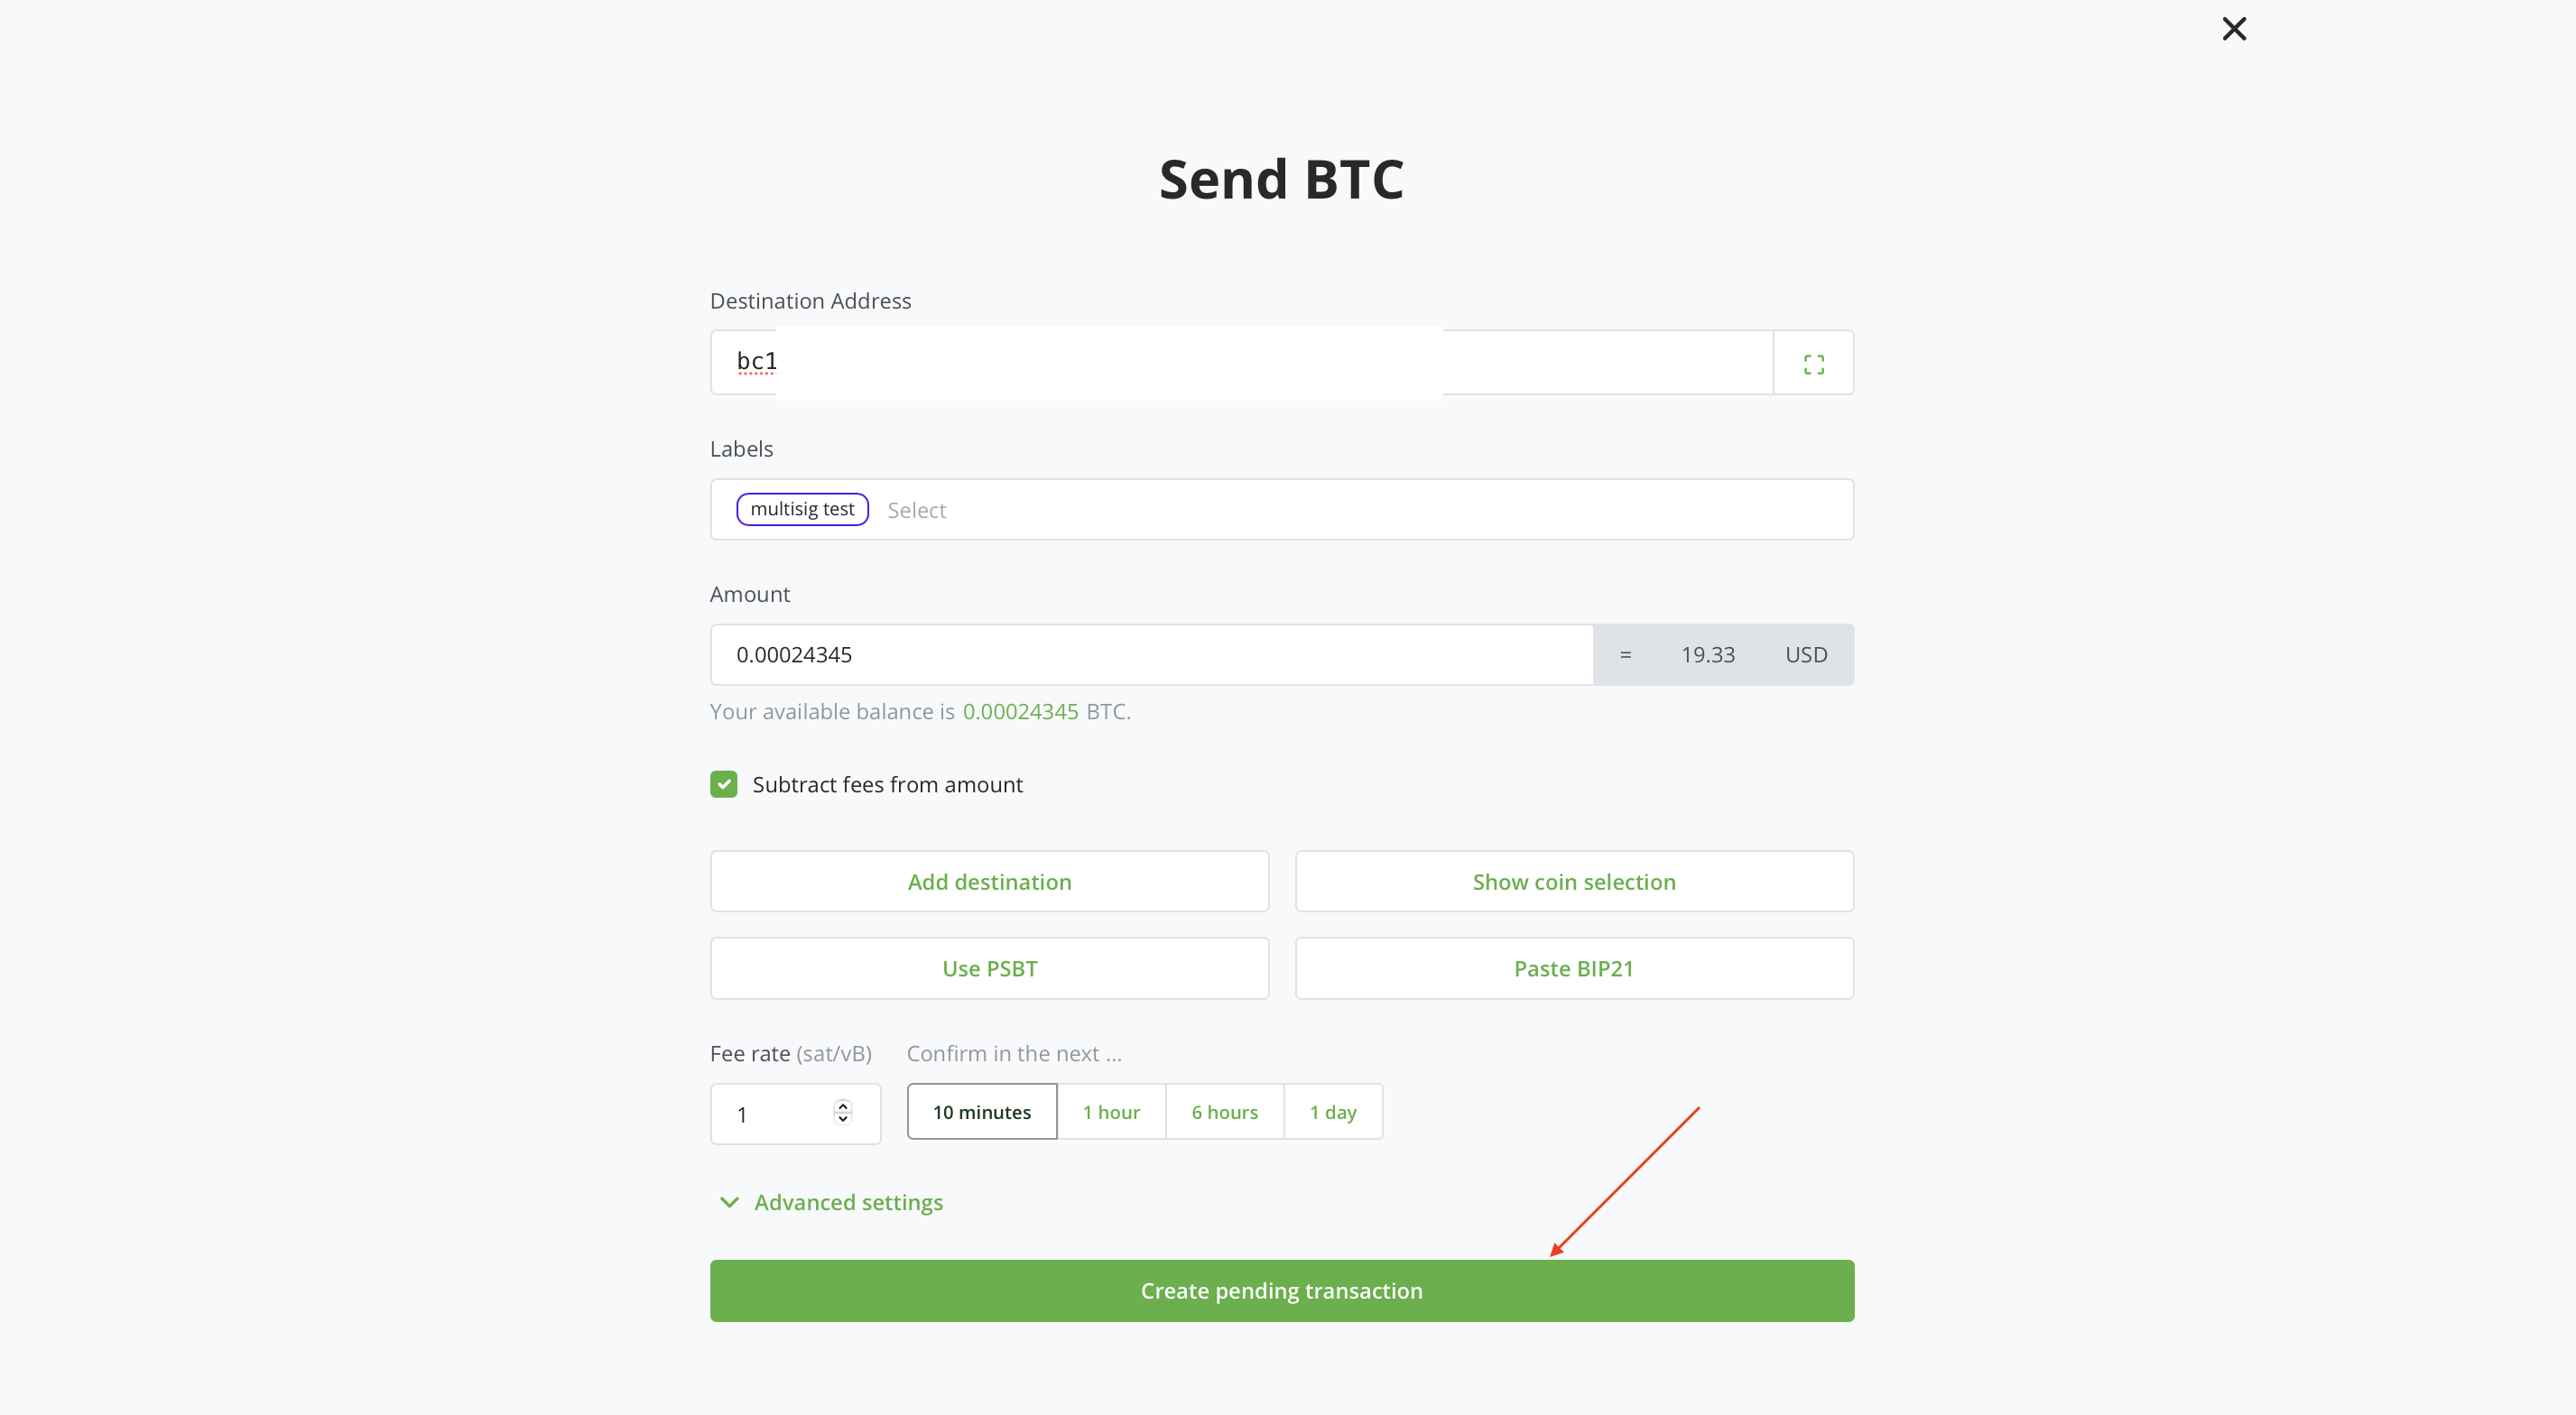 Send BTC
Destination Address
bc1
Labels
multisig test Select
Amount
0.00024345 = 19.33 USD
Your available balance is 0.00024345 BTC.
Subtract fees from amount
Add destination Show coin selection
Use PSBT Paste BIP21
Fee rate (sat/vB) Confirm in the next ...
1 10 minutes 1 hour 6 hours 1 day
Advanced settings
Create pending transaction